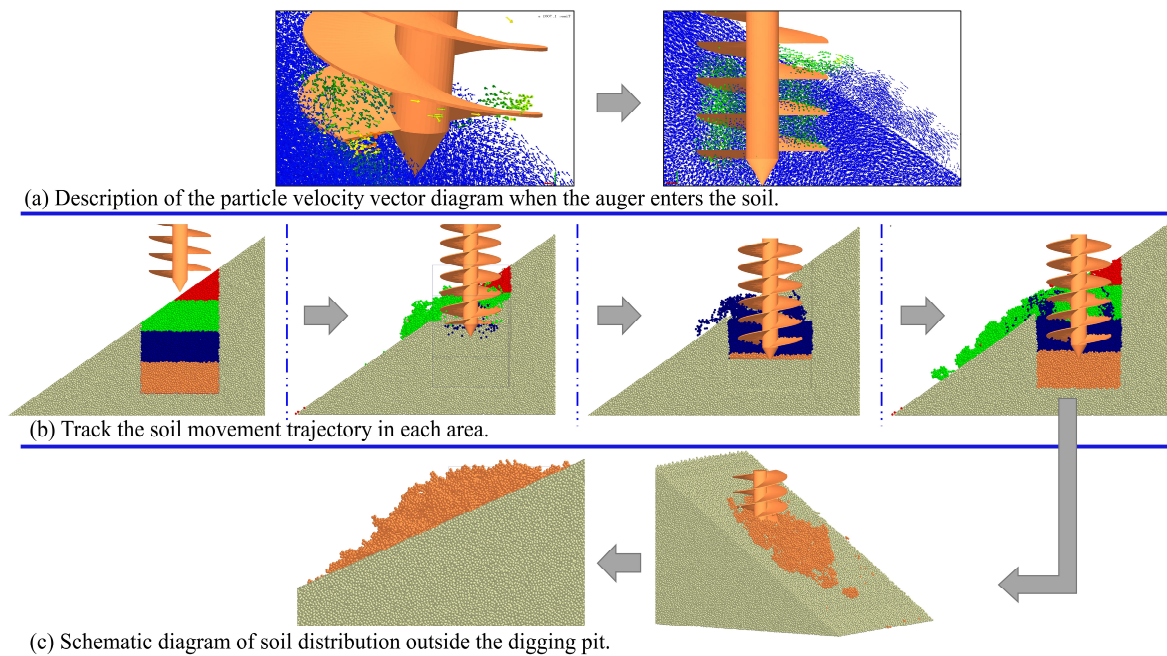 (a) Description of the particle velocity vector diagram when the auger enters the soil.
(b) Track the soil movement trajectory in each area.
(c) Schematic diagram of soil distribution outside the digging pit.